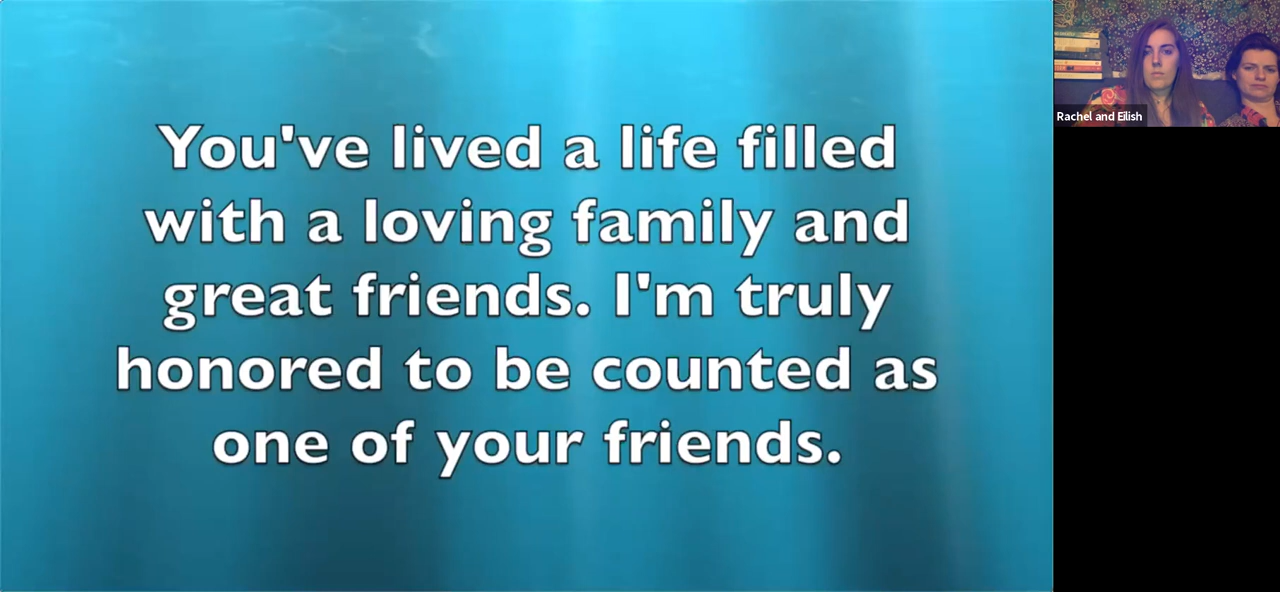 You've lived a life filled
with a loving family and
great friends. I'm truly
honored to be counted as
one of your friends.
Rachel and Eilish